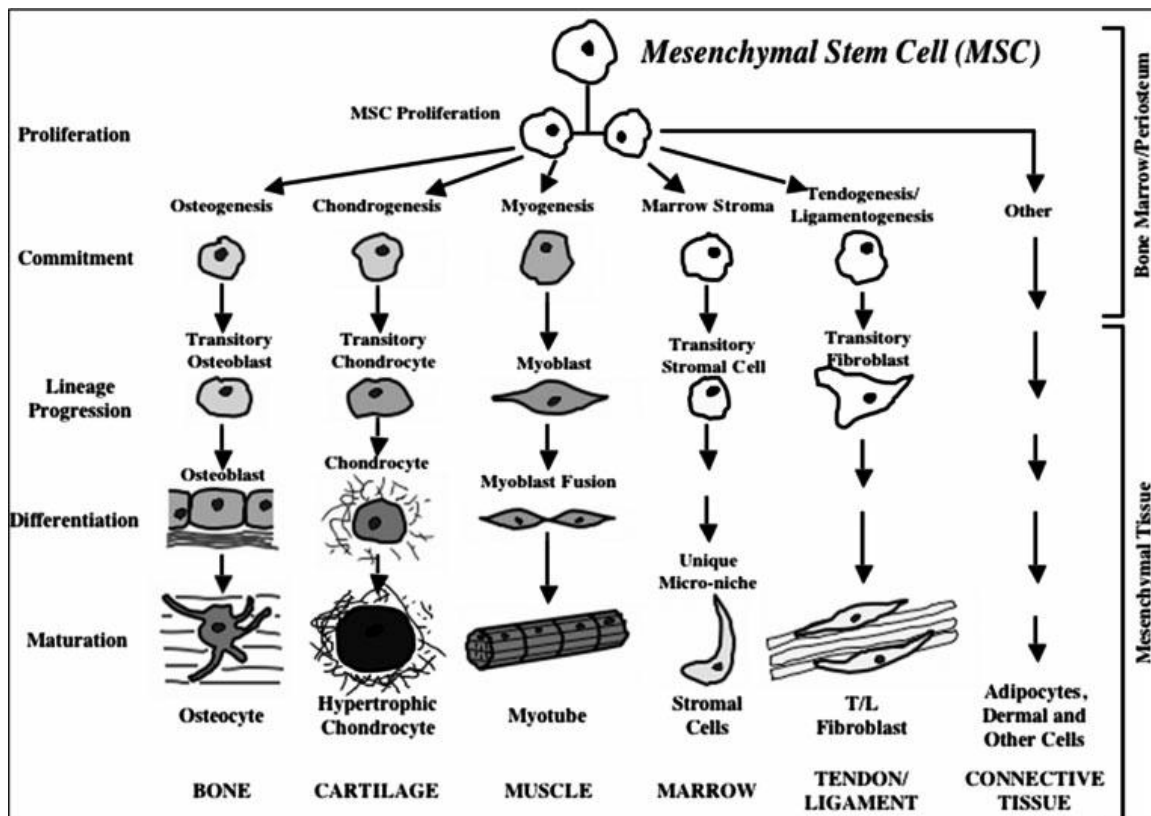 Mesenchymal Stem Cell (MSC)
MSC Proliferation
Proliferation
Osteogenesis
Chondrogenesis
Myogenesis
Marrow Stroma
Tendogenesis/
Ligamentogenesis
Other
Commitment
Transitory
Osteoblast
Transitory
Chondrocyte
Myoblast
Transitory
Stromal Cell
Transitory
Fibroblast
Lineage
Progression
Osteoblast
Chondrocyte
Myoblast Fusion
Differentiation
Unique
Micro-niche
Maturation
Osteocyte
Hypertrophic
Chondrocyte
Myotube
Stromal
Cells
T/L
Fibroblast
Adipocytes,
Dermal and
Other Cells
BONE
CARTILAGE
MUSCLE
MARROW
TENDON/
LIGAMENT
CONNECTIVE
TISSUE
Bone Marrow/Periosteum
Mesenchymal Tissue